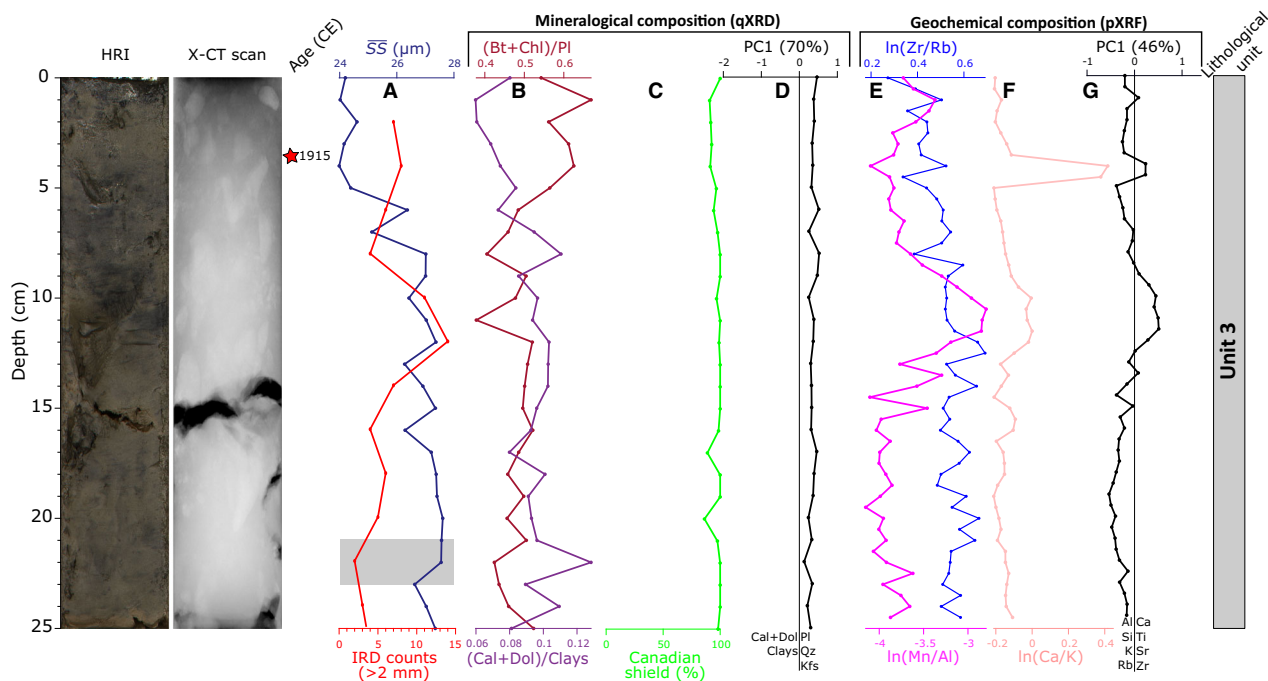 Mineralogical composition (qXRD)
Geochemical composition (pXRF)
HRI
X-CT scan
Age (CE)
SS (μm)
(Bt+Chl)/Pl
PC1 (70%)
ln(Zr/Rb)
PC1 (46%)
Lithological
unit
24 26 28
0.4 0.5 0.6
-2 -1 0 1
0.2 0.4 0.6
-1 0 1
A B C D E F G
0
5
10
15
20
25
Depth (cm)
1915
Unit 3
0 5 10 15
IRD counts
(>2 mm)
0.06 0.08 0.1 0.12
(Cal+Dol)/Clays
0 50 100
Canadian
shield (%)
Cal+Dol Pl
Clays Qz
Kfs
-4 -3.5 -3
ln(Mn/Al)
-0.2 0 0.2 0.4
ln(Ca/K)
Al Ca
Si Ti
K Sr
Rb Zr